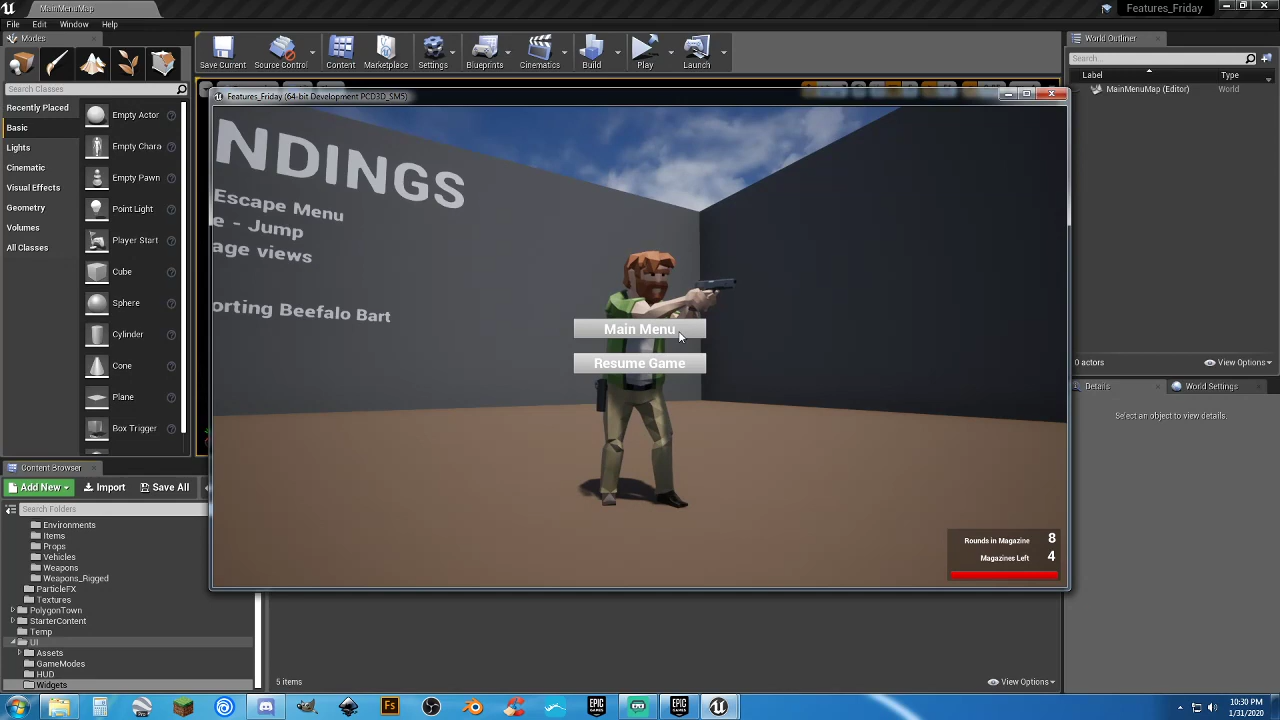 MainMenuMap
Features_Friday
File Edit Window Help
Modes
World Outliner
Search Classes
Save Current
Source Control
Content
Marketplace
Settings
Blueprints
Cinematics
Build
Play
Launch
Search...
Label
Type
MainMenuMap (Editor)
World
Recently Placed
Basic
Lights
Cinematic
Visual Effects
Geometry
Volumes
All Classes
Empty Actor
Empty Chara
Empty Pawn
Point Light
Player Start
Cube
Sphere
Cylinder
Cone
Plane
Box Trigger
Features_Friday (64-bit Development PCD3D_SM5)
NDINGS
Escape Menu
e - Jump
age views
orting Beefalo Bart
Main Menu
Resume Game
Rounds in Magazine 8
Magazines Left 4
0 actors
View Options
Details
World Settings
Select an object to view details.
Content Browser
Add New
Import
Save All
Search Folders
Environments
Items
Props
Vehicles
Weapons
Weapons_Rigged
ParticleFX
Textures
PolygonTown
StarterContent
Temp
UI
Assets
GameModes
HUD
Widgets
5 items
View Options
Fs
EPIC GAMES
EPIC GAMES
10:30 PM
1/31/2020